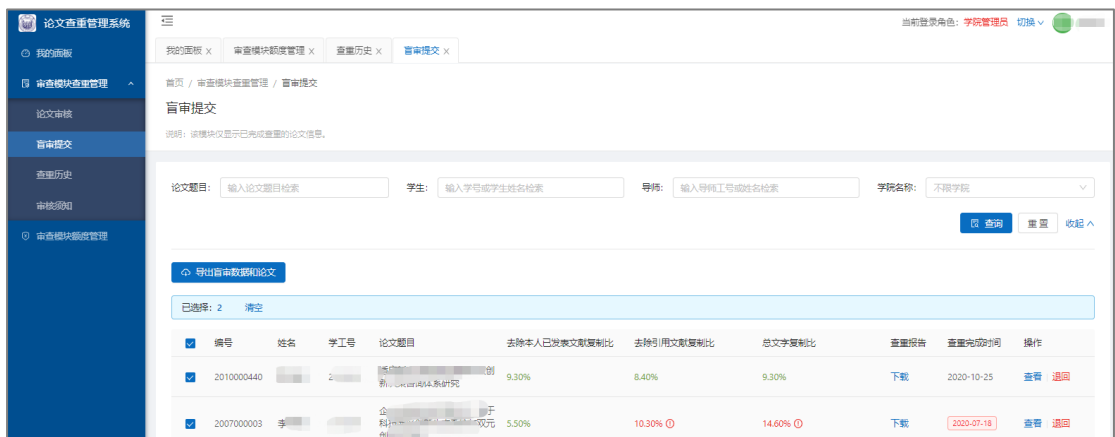 论文查重管理系统
当前登录角色: 学院管理员 切换
我的面板
审查模块查重管理
论文审核
盲审提交
查重历史
审核须知
审查模块额度管理
我的面板 × 审查模块额度管理 × 查重历史 × 盲审提交 ×
首页 / 审查模块查重管理 / 盲审提交
盲审提交
说明：该模块仅显示已完成查重的论文信息。
论文题目: 输入论文题目检索 学生: 输入学号或学生姓名检索 导师: 输入导师工号或姓名检索 学院名称: 不限学院
查询 重置 收起
导出盲审数据和论文
已选择: 2 清空
编号 姓名 学工号 论文题目 去除本人已发表文献复制比 去除引用文献复制比 总文字复制比 查重报告 查重完成时间 操作
2010000440 9.30% 8.40% 9.30% 下载 2020-10-25 查看 退回
2007000003 李 5.50% 10.30% 14.60% 下载 2020-07-18 查看 退回